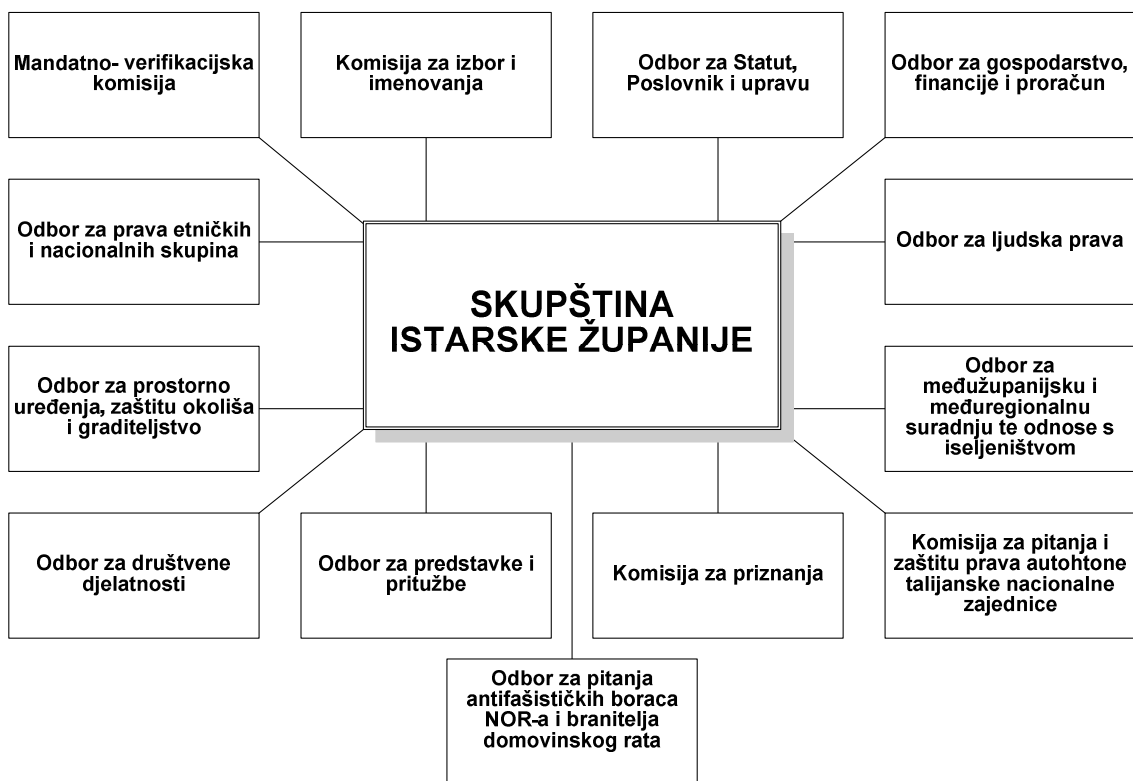 Mandatno- verifikacijska
komisija
Komisija za izbor i
imenovanja
Odbor za Statut,
Poslovnik i upravu
Odbor za gospodarstvo,
financije i proračun
Odbor za prava etničkih
i nacionalnih skupina
SKUPŠTINA
ISTARSKE ŽUPANIJE
Odbor za ljudska prava
Odbor za prostorno
uređenja, zaštitu okoliša
i graditeljstvo
Odbor za
međužupanijsku i
međuregionalnu
suradnju te odnose s
iseljeništvom
Odbor za društvene
djelatnosti
Odbor za predstavke i
pritužbe
Komisija za priznanja
Komisija za pitanja i
zaštitu prava autohtone
talijanske nacionalne
zajednice
Odbor za pitanja
antifašističkih boraca
NOR-a i branitelja
domovinskog rata